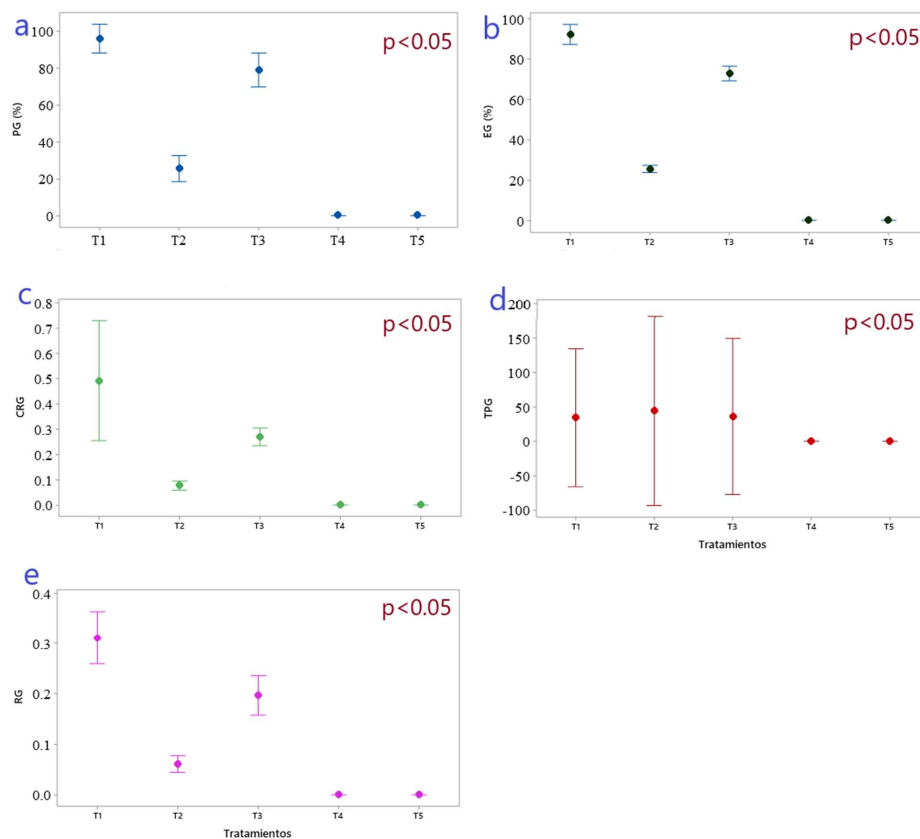 a
p<0.05
PG (%)
100
80
60
40
20
0
T1 T2 T3 T4 T5
b
p<0.05
EG (%)
100
80
60
40
20
0
T1 T2 T3 T4 T5
c
p<0.05
CRG
0.8
0.7
0.6
0.5
0.4
0.3
0.2
0.1
0.0
T1 T2 T3 T4 T5
d
p<0.05
TPG
200
150
100
50
0
-50
-100
T1 T2 T3 T4 T5
Tratamientos
e
p<0.05
RG
0.4
0.3
0.2
0.1
0.0
T1 T2 T3 T4 T5
Tratamientos